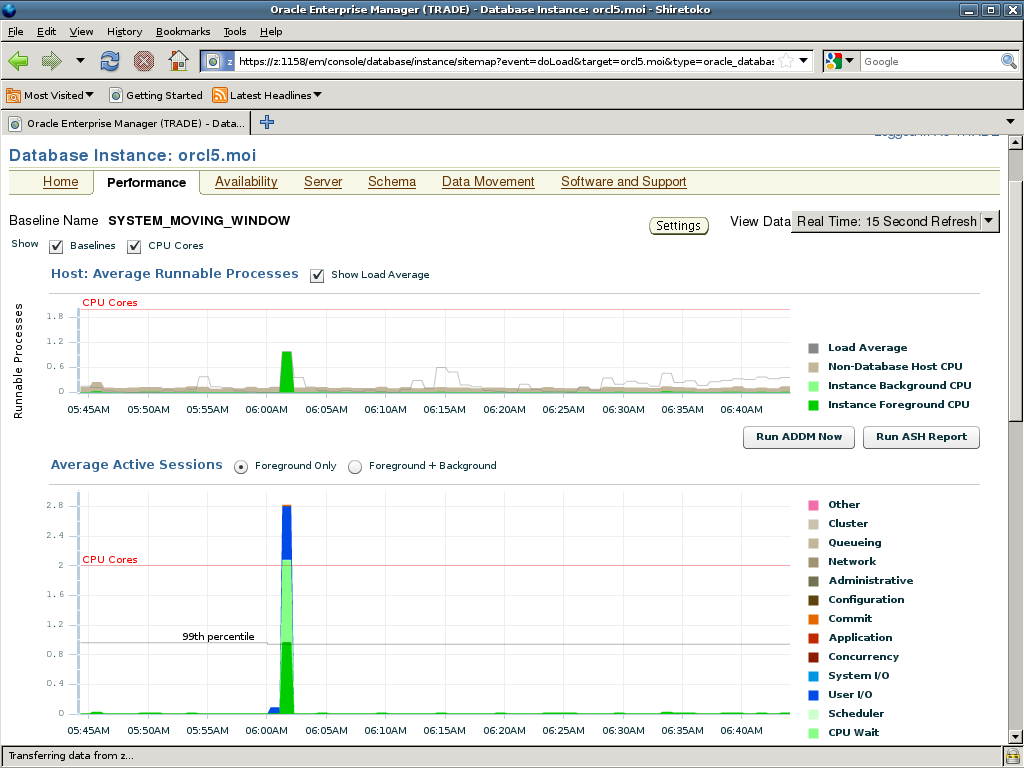 Oracle Enterprise Manager (TRADE) - Database Instance: orcl5.moi - Shiretoko
File Edit View History Bookmarks Tools Help
z https://z:1158/em/console/database/instance/sitemap?event=doLoad&target=orcl5.moi&type=oracle_databas Google
Most Visited Getting Started Latest Headlines
Oracle Enterprise Manager (TRADE) - Data...
Database Instance: orcl5.moi
Home Performance Availability Server Schema Data Movement Software and Support
Baseline Name SYSTEM_MOVING_WINDOW Settings View Data Real Time: 15 Second Refresh
Show Baselines CPU Cores
Host: Average Runnable Processes Show Load Average
Runnable Processes
CPU Cores
1.8
1.2
0.6
0
05:45AM 05:50AM 05:55AM 06:00AM 06:05AM 06:10AM 06:15AM 06:20AM 06:25AM 06:30AM 06:35AM 06:40AM
Load Average
Non-Database Host CPU
Instance Background CPU
Instance Foreground CPU
Run ADDM Now Run ASH Report
Average Active Sessions Foreground Only Foreground + Background
2.8
2.4
CPU Cores
2
1.6
1.2
99th percentile
0.8
0.4
0
05:45AM 05:50AM 05:55AM 06:00AM 06:05AM 06:10AM 06:15AM 06:20AM 06:25AM 06:30AM 06:35AM 06:40AM
Other
Cluster
Queueing
Network
Administrative
Configuration
Commit
Application
Concurrency
System I/O
User I/O
Scheduler
CPU Wait
Transferring data from z...